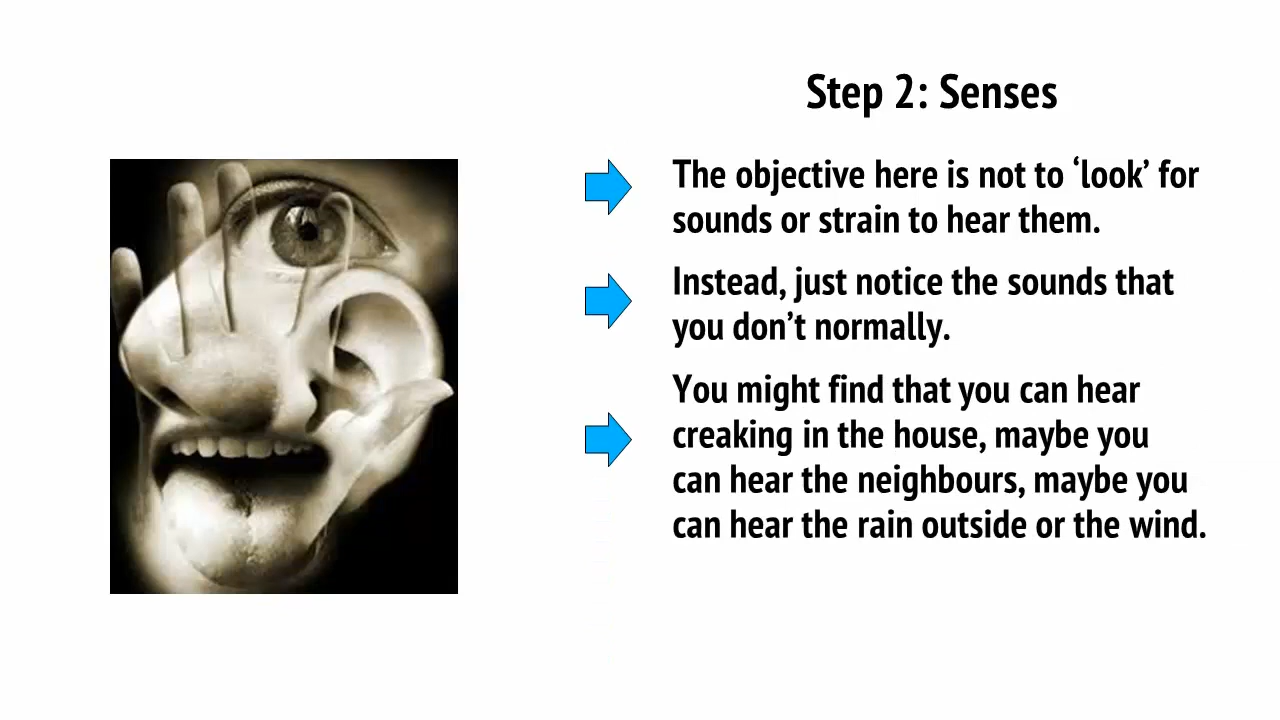 Step 2: Senses
The objective here is not to ‘look’ for
sounds or strain to hear them.
Instead, just notice the sounds that
you don’t normally.
You might find that you can hear
creaking in the house, maybe you
can hear the neighbours, maybe you
can hear the rain outside or the wind.